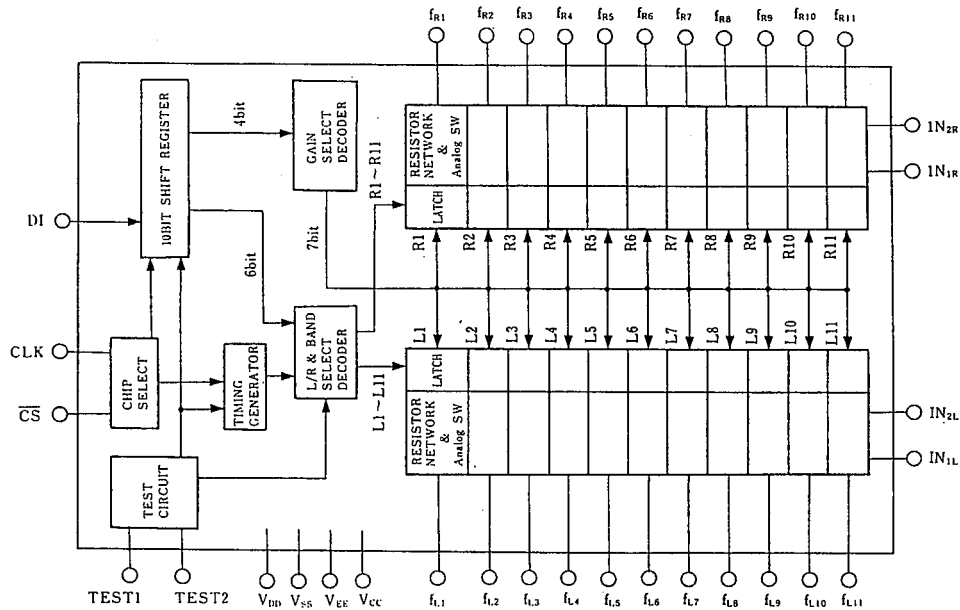 fR1 fR2 fR3 fR4 fR5 fR6 fR7 fR8 fR9 fR10 fR11
10BIT SHIFT REGISTER
4bit
GAIN
SELECT
DECODER
R1~R11
RESISTOR
NETWORK
&
Analog SW
LATCH
1N2R
1N1R
DI
6bit
7bit
R1 R2 R3 R4 R5 R6 R7 R8 R9 R10 R11
L1 L2 L3 L4 L5 L6 L7 L8 L9 L10 L11
CLK
CS
CHIP
SELECT
TIMING
GENERATOR
L/R & BAND
SELECT
DECODER
L1~L11
LATCH
RESISTOR
NETWORK
&
Analog SW
IN2L
IN1L
TEST
CIRCUIT
TEST1 TEST2 VDD VSS VEE VCC
fL1 fL2 fL3 fL4 fL5 fL6 fL7 fL8 fL9 fL10 fL11